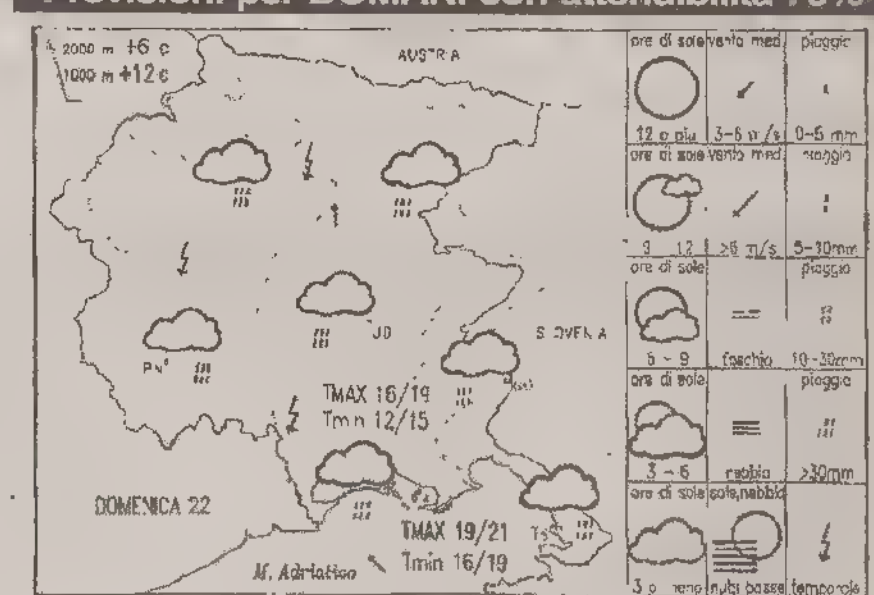 Previsioni per DOMANI con attendibilità 70%
2000 m +6 c
1000 m +12 c
AUSTRIA
SLOVENIA
UD
PN
GO
TS
TMAX 16/19
Tmin 12/15
DOMENICA 22
TMAX 19/21
Tmin 16/19
M. Adriatico
ore di sole vento med. pioggia
12 o più 3-6 m/s 0-5 mm
ore di sole vento med. pioggia
9 - 12 >6 m/s 5-10mm
ore di sole pioggia
6 - 9 foschia 10-30mm
ore di sole pioggia
3 - 6 nebbia >30mm
ore di sole sole,nebbia
3 o meno nubi basse temporale